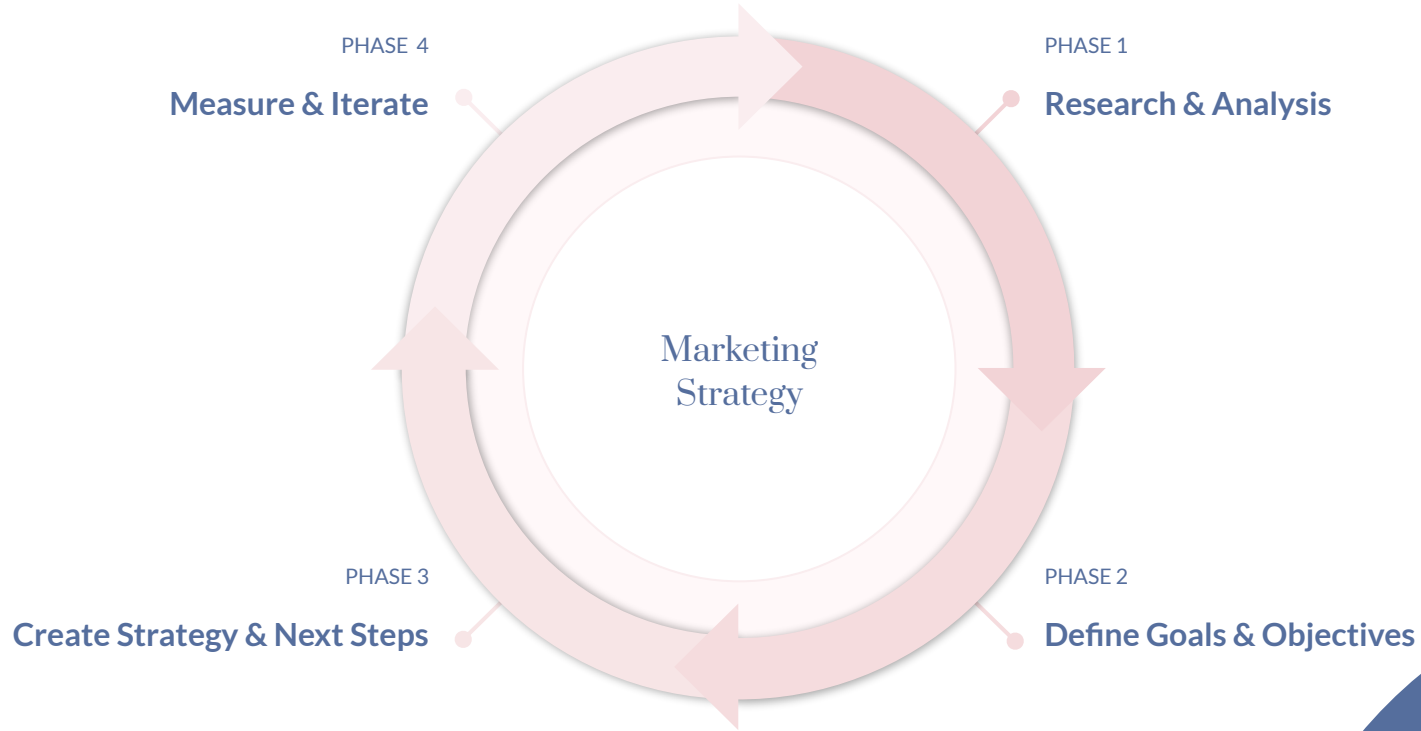 PHASE 4
Measure & Iterate
PHASE 1
Research & Analysis
Marketing
Strategy
PHASE 3
Create Strategy & Next Steps
PHASE 2
Define Goals & Objectives